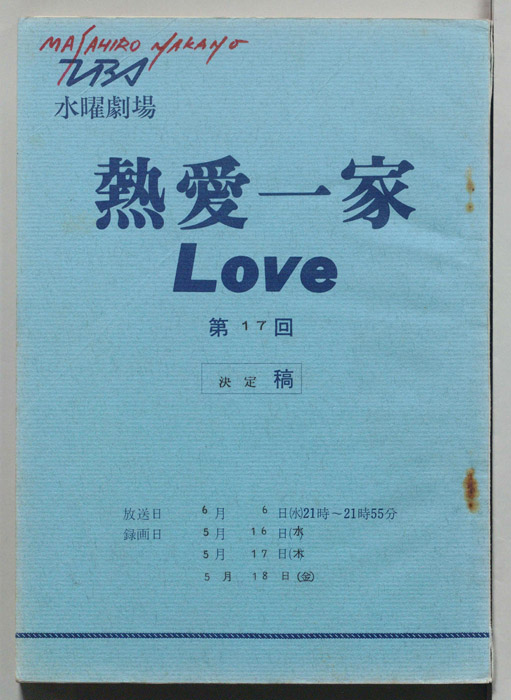 MASAHIRO NAKANO
TBS
水曜劇場
熱愛一家
Love
第17回
決定稿
放送日 6月 6日(水)21時～21時55分
録画日 5月 16日(水)
5月 17日(木)
5月 18日(金)